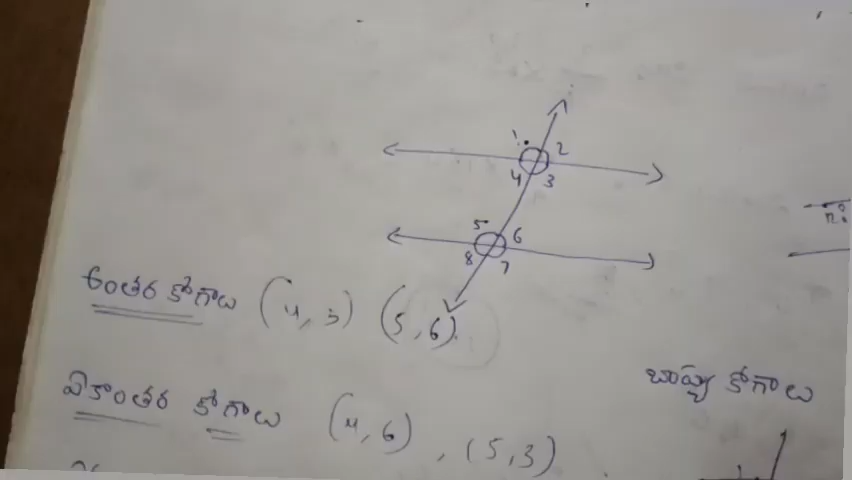 1 2
4 3
5 6
8 7
అంతర కోణాలు (4, 3) (5, 6)
బాహ్య కోణాలు
ఏకాంతర కోణాలు (4, 6), (5, 3)